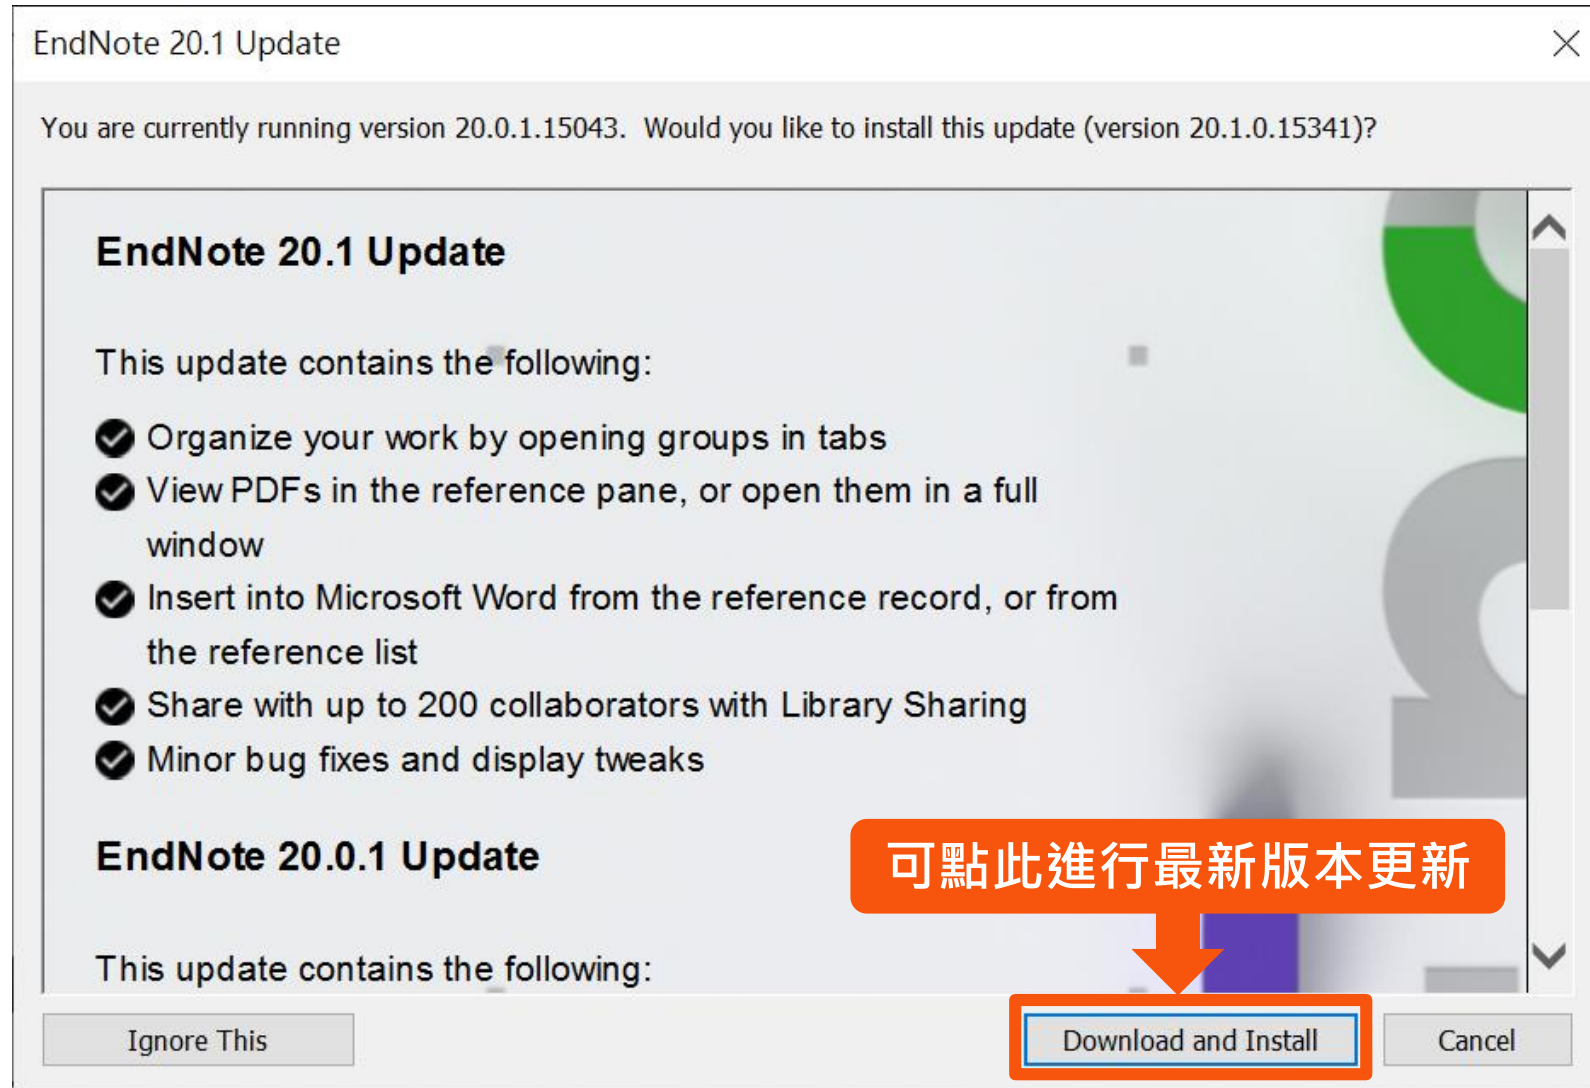 EndNote 20.1 Update
You are currently running version 20.0.1.15043.  Would you like to install this update (version 20.1.0.15341)?
EndNote 20.1 Update
This update contains the following:
Organize your work by opening groups in tabs
View PDFs in the reference pane, or open them in a full
window
Insert into Microsoft Word from the reference record, or from
the reference list
Share with up to 200 collaborators with Library Sharing
Minor bug fixes and display tweaks
EndNote 20.0.1 Update
可點此進行最新版本更新
This update contains the following:
Ignore This
Download and Install
Cancel